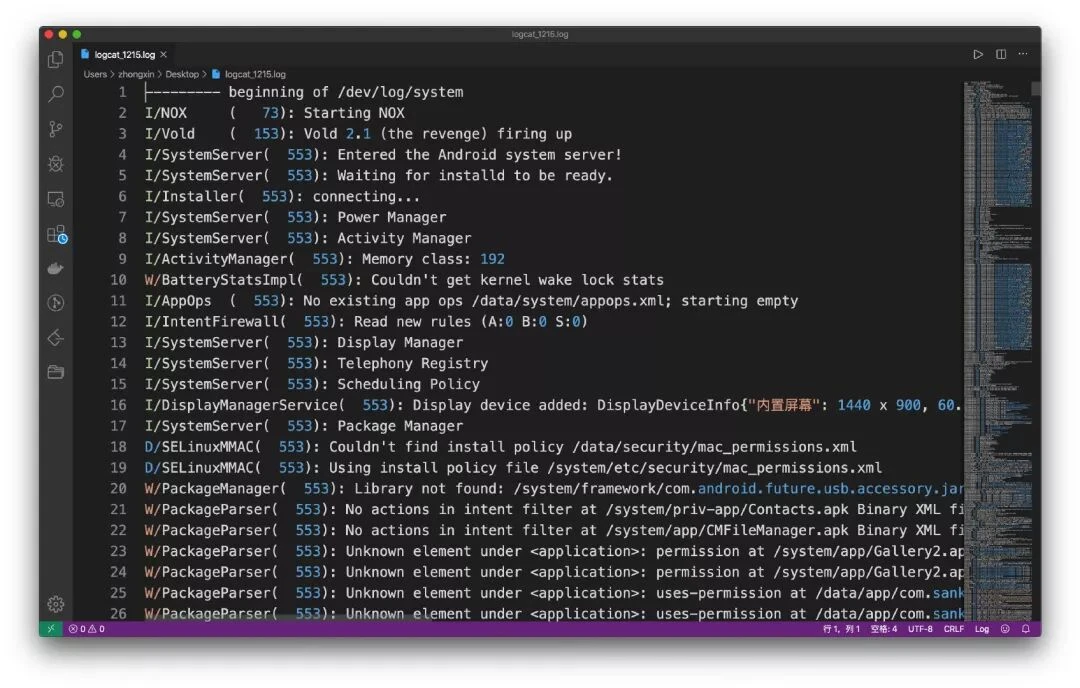 logcat_1215.log
logcat_1215.log
Users > zhongxin > Desktop > logcat_1215.log
1 --------- beginning of /dev/log/system
2 I/NOX     (   73): Starting NOX
3 I/Vold    (  153): Vold 2.1 (the revenge) firing up
4 I/SystemServer(  553): Entered the Android system server!
5 I/SystemServer(  553): Waiting for installd to be ready.
6 I/Installer(  553): connecting...
7 I/SystemServer(  553): Power Manager
8 I/SystemServer(  553): Activity Manager
9 I/ActivityManager(  553): Memory class: 192
10 W/BatteryStatsImpl(  553): Couldn't get kernel wake lock stats
11 I/AppOps  (  553): No existing app ops /data/system/appops.xml; starting empty
12 I/IntentFirewall(  553): Read new rules (A:0 B:0 S:0)
13 I/SystemServer(  553): Display Manager
14 I/SystemServer(  553): Telephony Registry
15 I/SystemServer(  553): Scheduling Policy
16 I/DisplayManagerService(  553): Display device added: DisplayDeviceInfo{"内置屏幕": 1440 x 900, 60.
17 I/SystemServer(  553): Package Manager
18 D/SELinuxMMAC(  553): Couldn't find install policy /data/security/mac_permissions.xml
19 D/SELinuxMMAC(  553): Using install policy file /system/etc/security/mac_permissions.xml
20 W/PackageManager(  553): Library not found: /system/framework/com.android.future.usb.accessory.jar
21 W/PackageParser(  553): No actions in intent filter at /system/priv-app/Contacts.apk Binary XML fi
22 W/PackageParser(  553): No actions in intent filter at /system/app/CMFileManager.apk Binary XML fi
23 W/PackageParser(  553): Unknown element under <application>: permission at /system/app/Gallery2.ap
24 W/PackageParser(  553): Unknown element under <application>: permission at /system/app/Gallery2.ap
25 W/PackageParser(  553): Unknown element under <application>: uses-permission at /data/app/com.sank
26 W/PackageParser(  553): Unknown element under <application>: uses-permission at /data/app/com.sank
0 0 行 1，列 1 空格: 4 UTF-8 CRLF Log